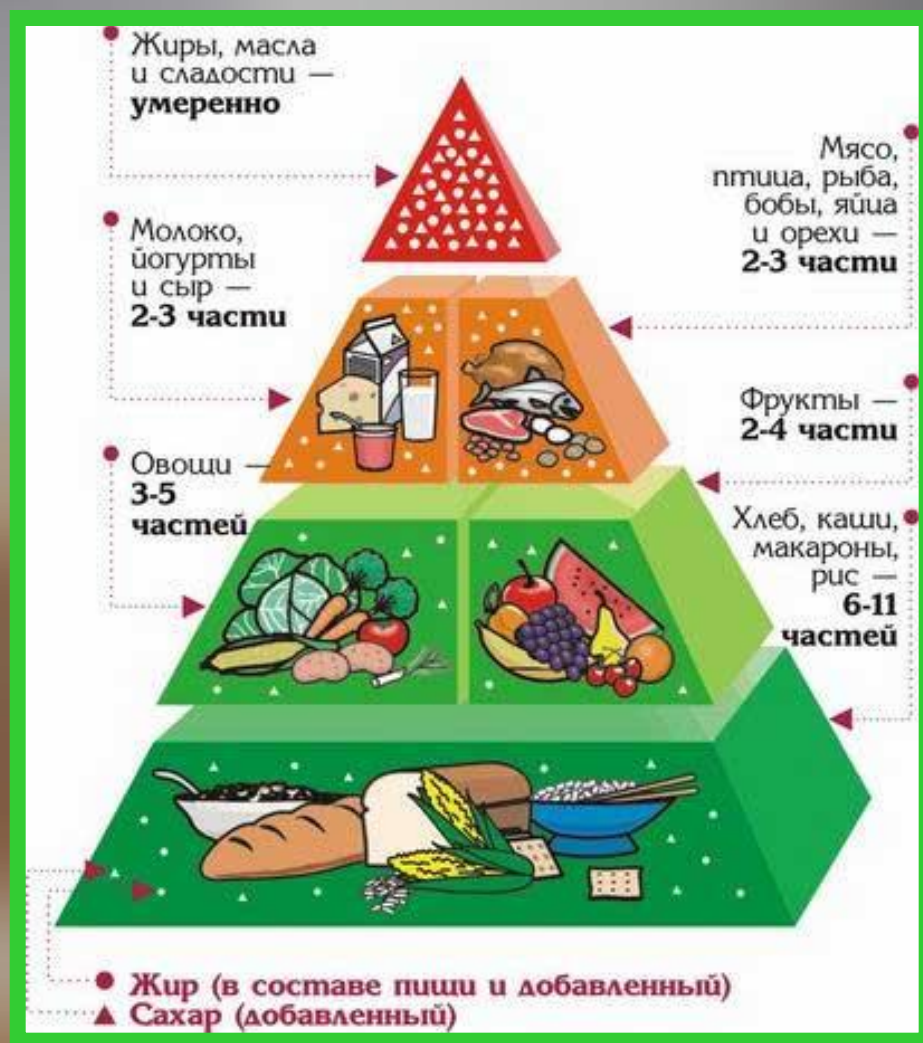 Жиры, масла
и сладости —
умеренно
Мясо,
птица, рыба,
бобы, яйца
и орехи —
2-3 части
Молоко,
йогурты
и сыр —
2-3 части
Фрукты —
2-4 части
Овощи —
3-5
частей
Хлеб, каши,
макароны,
рис —
6-11
частей
Жир (в составе пищи и добавленный)
Сахар (добавленный)